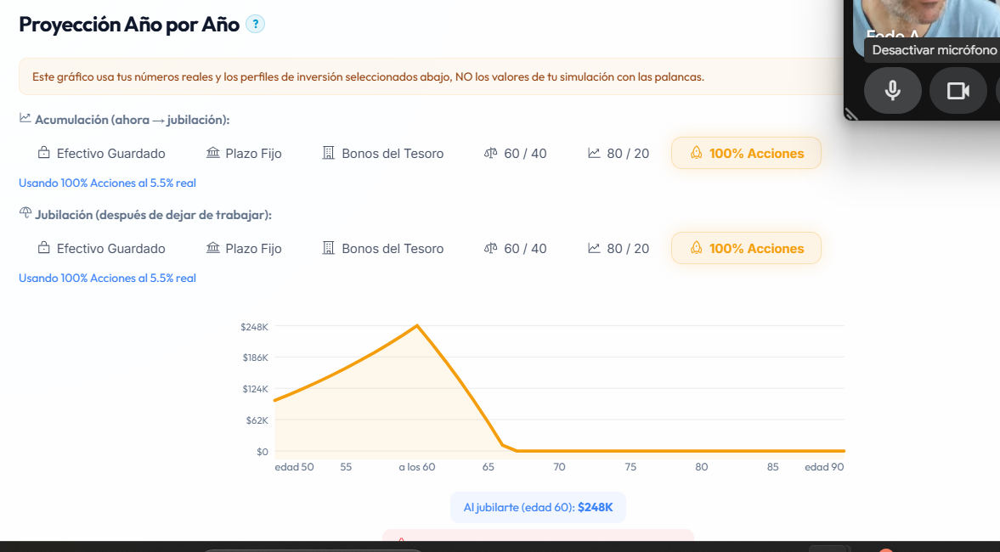 Proyección Año por Año ?
Este gráfico usa tus números reales y los perfiles de inversión seleccionados abajo, NO los valores de tu simulación con las palancas.
Acumulación (ahora → jubilación):
Efectivo Guardado Plazo Fijo Bonos del Tesoro 60 / 40 80 / 20 100% Acciones
Usando 100% Acciones al 5.5% real
Jubilación (después de dejar de trabajar):
Efectivo Guardado Plazo Fijo Bonos del Tesoro 60 / 40 80 / 20 100% Acciones
Usando 100% Acciones al 5.5% real
$248K
$186K
$124K
$62K
$0
edad 50 55 a los 60 65 70 75 80 85 edad 90
Al jubilarte (edad 60): $248K
Desactivar micrófono